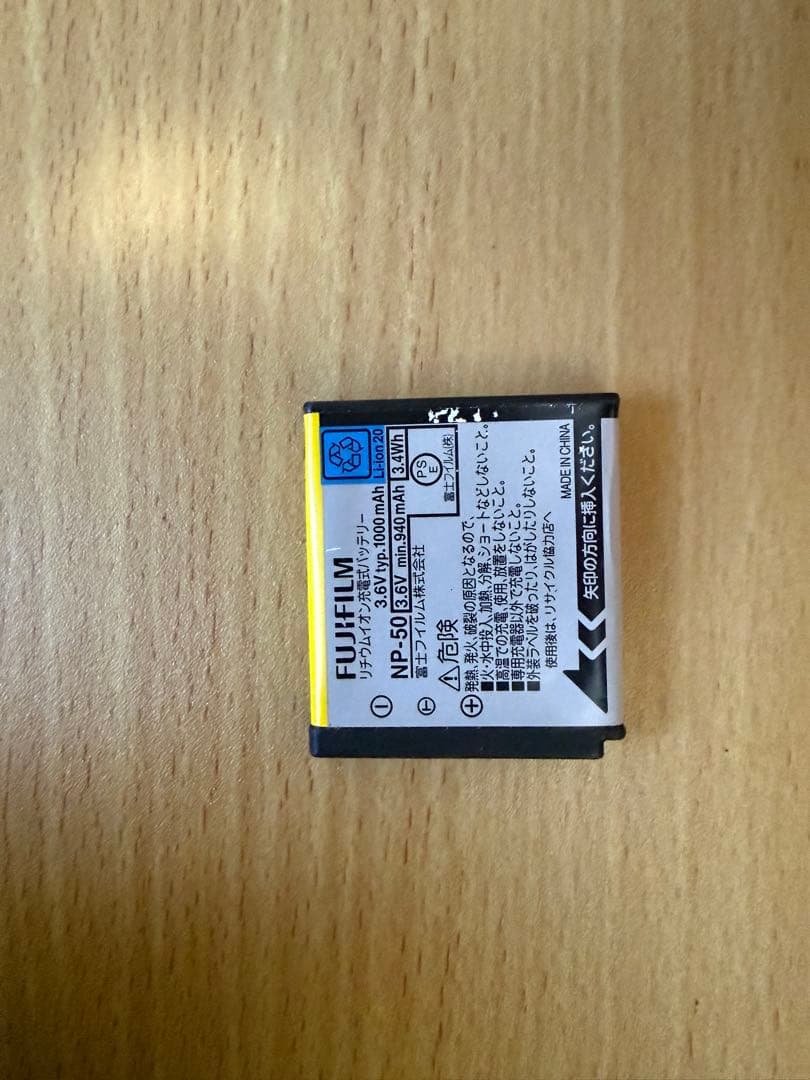 FUJIFILM
リチウムイオン充電式バッテリー
3.6V typ.1000mAh
Li-ion 20
NP-50 3.6V min.940mAh 3.4Wh
富士フイルム株式会社
PS
E
富士フイルム(株)
⚠危険
発熱、発火、破裂の原因となるので、
■火・水中投入、加熱、分解、ショートなどしないこと。
■高温での充電、使用、放置をしないこと。
■専用充電器以外で充電しないこと。
■外装ラベルを破ったり、はがしたりしないこと。
使用後は、リサイクル協力店へ
MADE IN CHINA
矢印の方向に挿入ください。
⊖
T
⊕